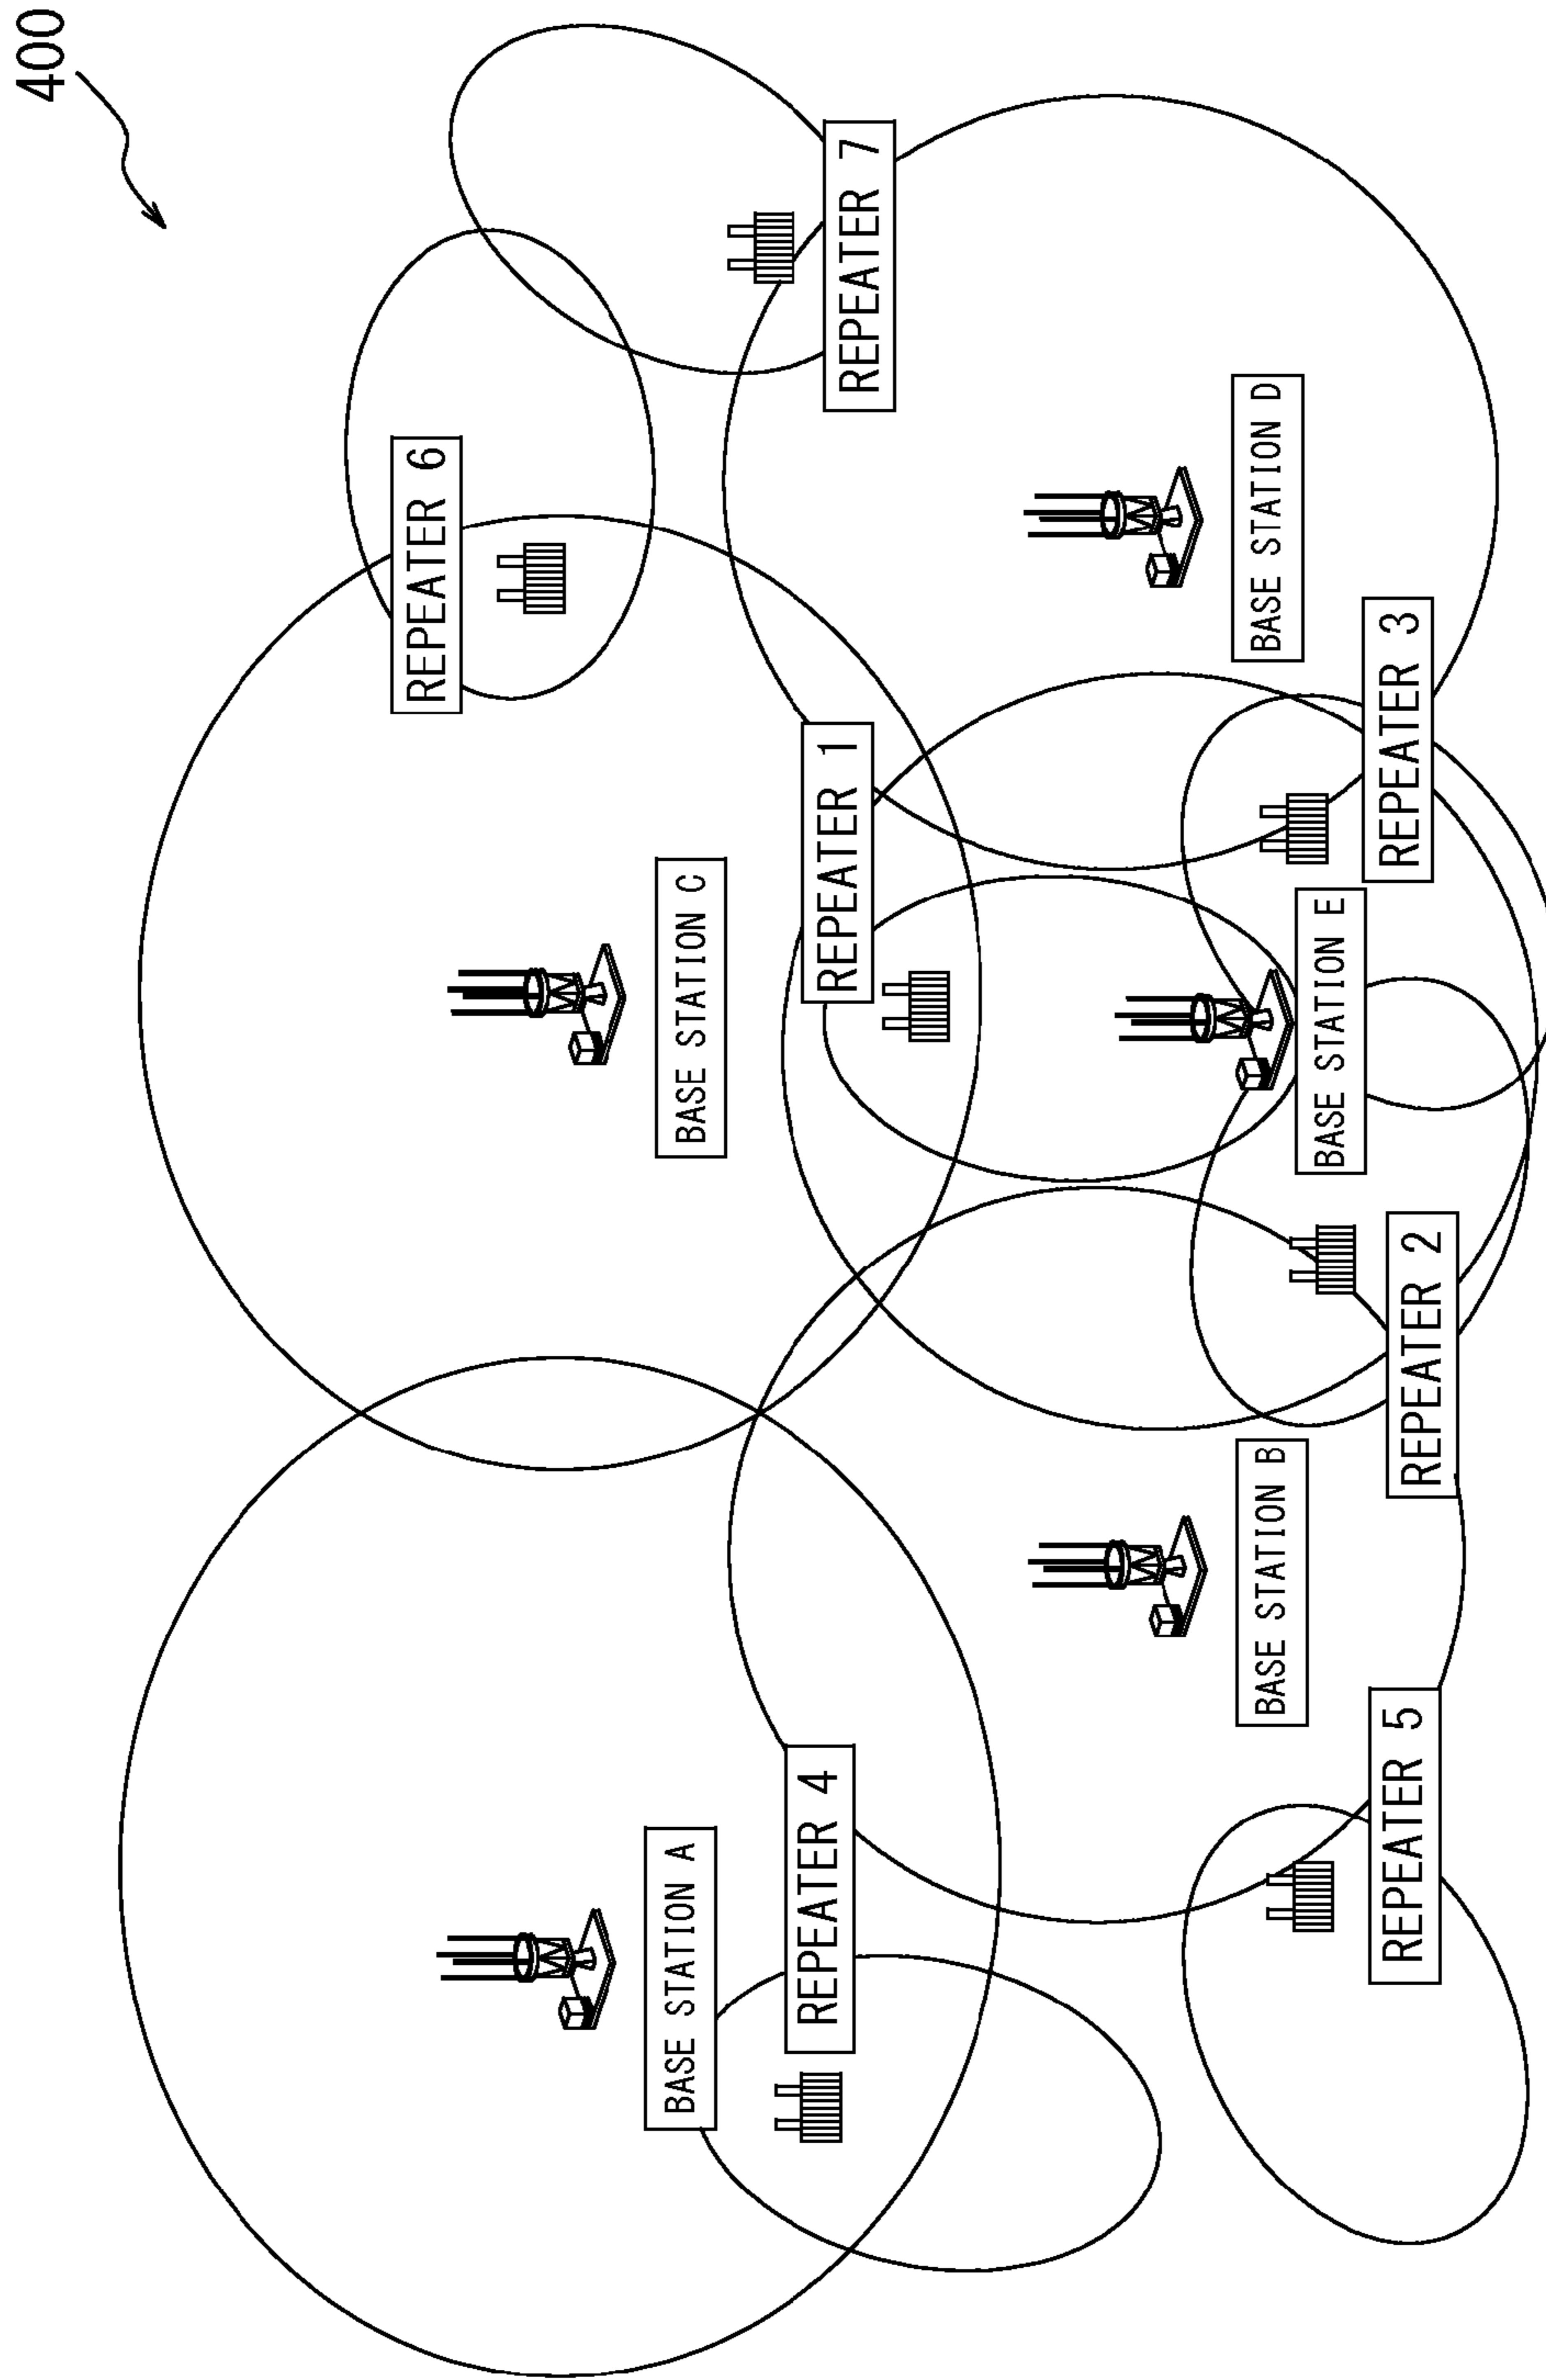 400
REPEATER 6
REPEATER 7
BASE STATION C
BASE STATION A
REPEATER 4
REPEATER 1
BASE STATION D
BASE STATION B
BASE STATION E
REPEATER 5
REPEATER 2
REPEATER 3